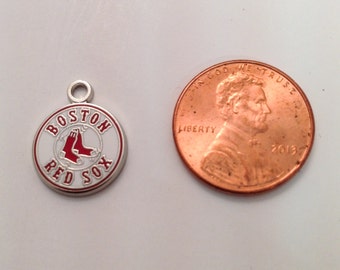 BOSTON
RED SOX
IN GOD WE TRUST
LIBERTY
2013